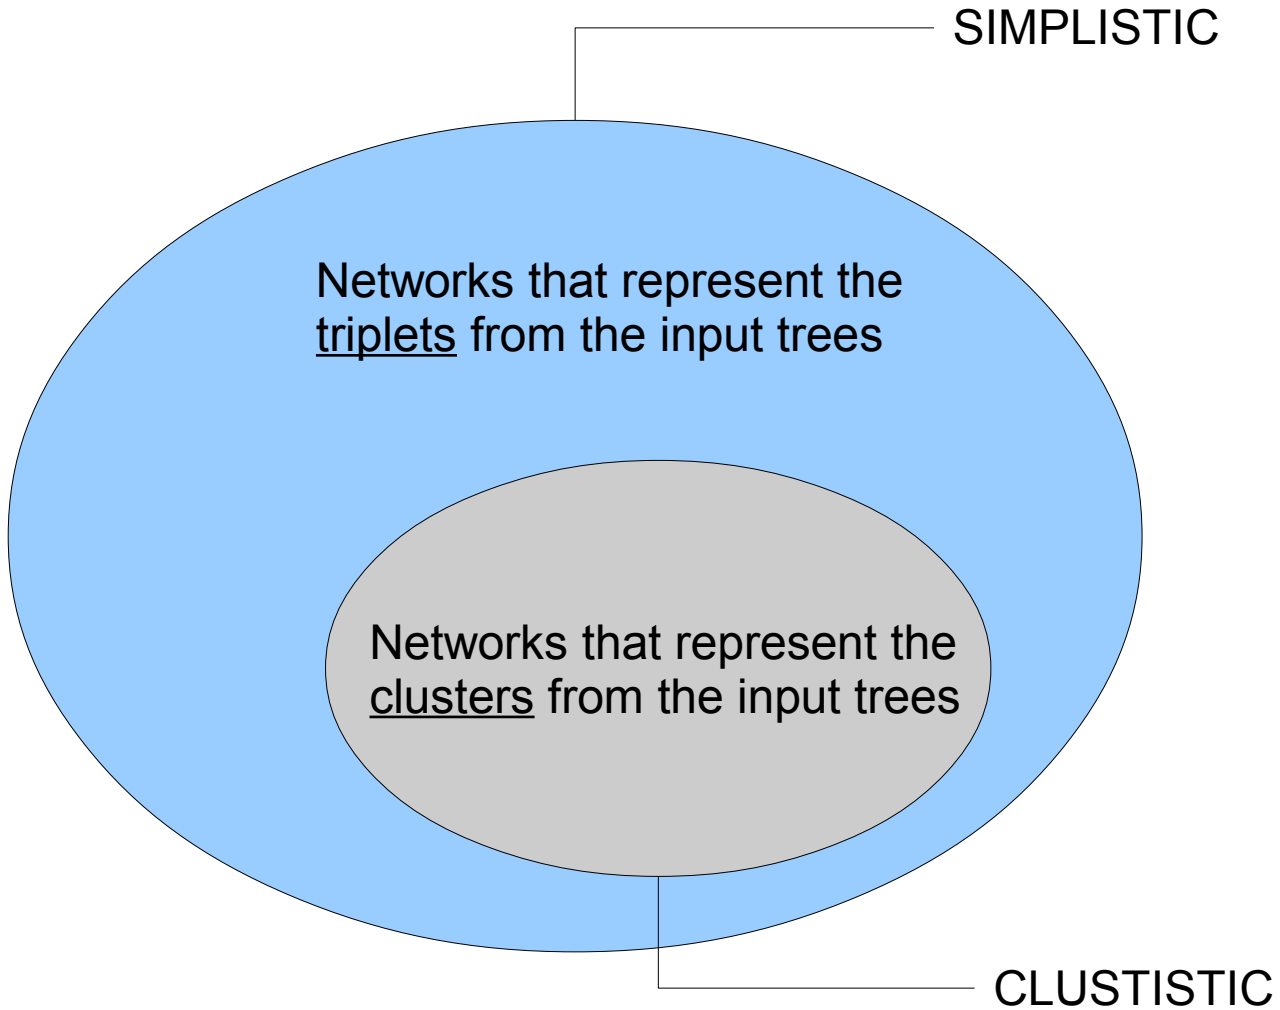 SIMPLISTIC
Networks that represent the
triplets from the input trees
Networks that represent the
clusters from the input trees
CLUSTISTIC